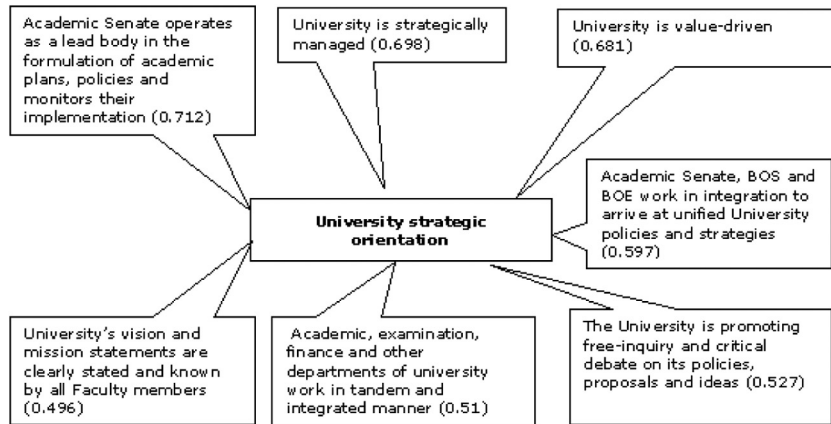 Academic Senate operates
as a lead body in the
formulation of academic
plans, policies and
monitors their
implementation (0.712)
University is strategically
managed (0.698)
University is value-driven
(0.681)
University strategic
orientation
Academic Senate, BOS and
BOE work in integration to
arrive at unified University
policies and strategies
(0.597)
University’s vision and
mission statements are
clearly stated and known
by all Faculty members
(0.496)
Academic, examination,
finance and other
departments of university
work in tandem and
integrated manner (0.51)
The University is promoting
free-inquiry and critical
debate on its policies,
proposals and ideas (0.527)